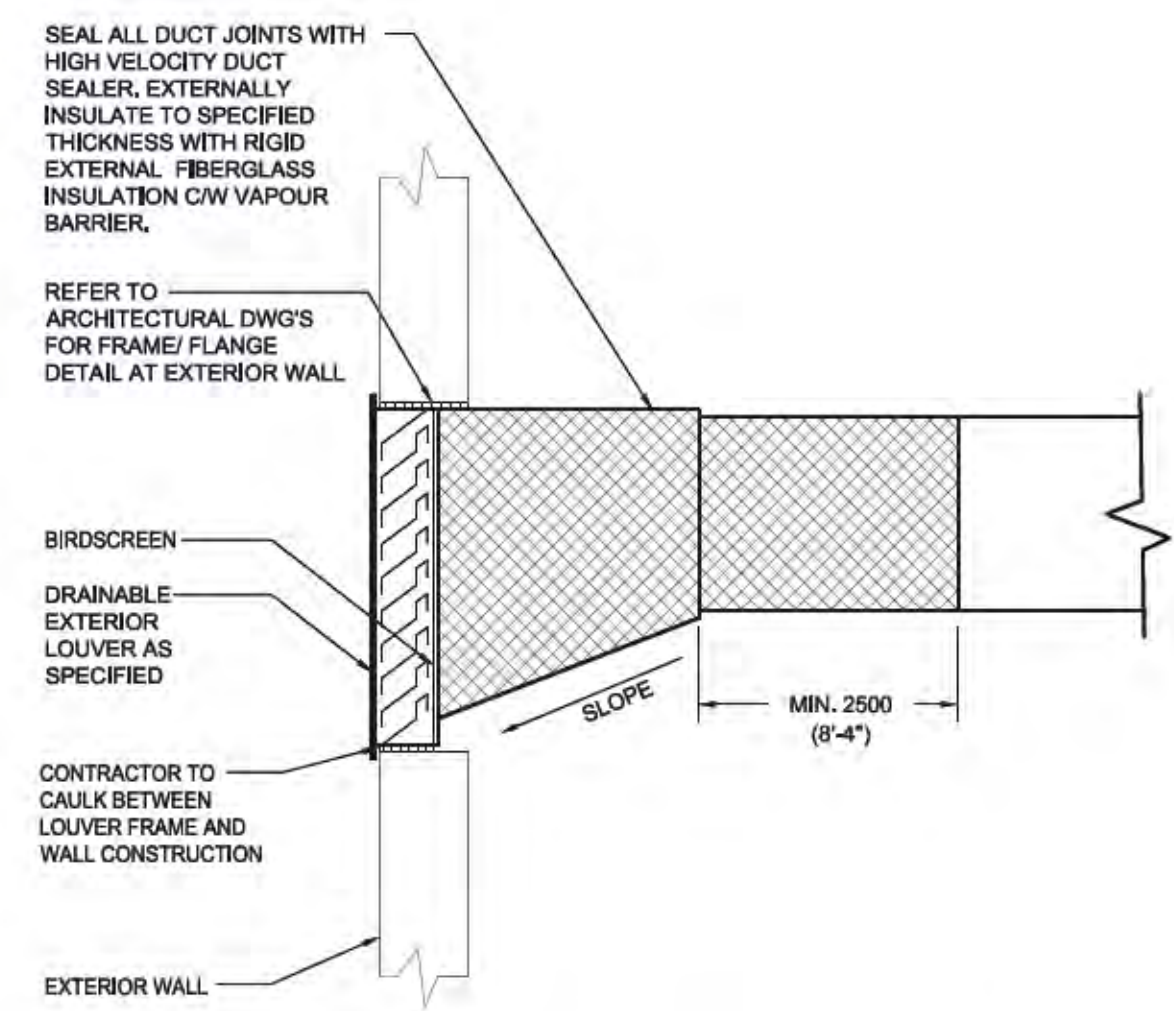 SEAL ALL DUCT JOINTS WITH
HIGH VELOCITY DUCT
SEALER. EXTERNALLY
INSULATE TO SPECIFIED
THICKNESS WITH RIGID
EXTERNAL FIBERGLASS
INSULATION C/W VAPOUR
BARRIER.
REFER TO
ARCHITECTURAL DWG'S
FOR FRAME/ FLANGE
DETAIL AT EXTERIOR WALL
BIRDSCREEN
DRAINABLE
EXTERIOR
LOUVER AS
SPECIFIED
SLOPE
MIN. 2500
(8'-4")
CONTRACTOR TO
CAULK BETWEEN
LOUVER FRAME AND
WALL CONSTRUCTION
EXTERIOR WALL